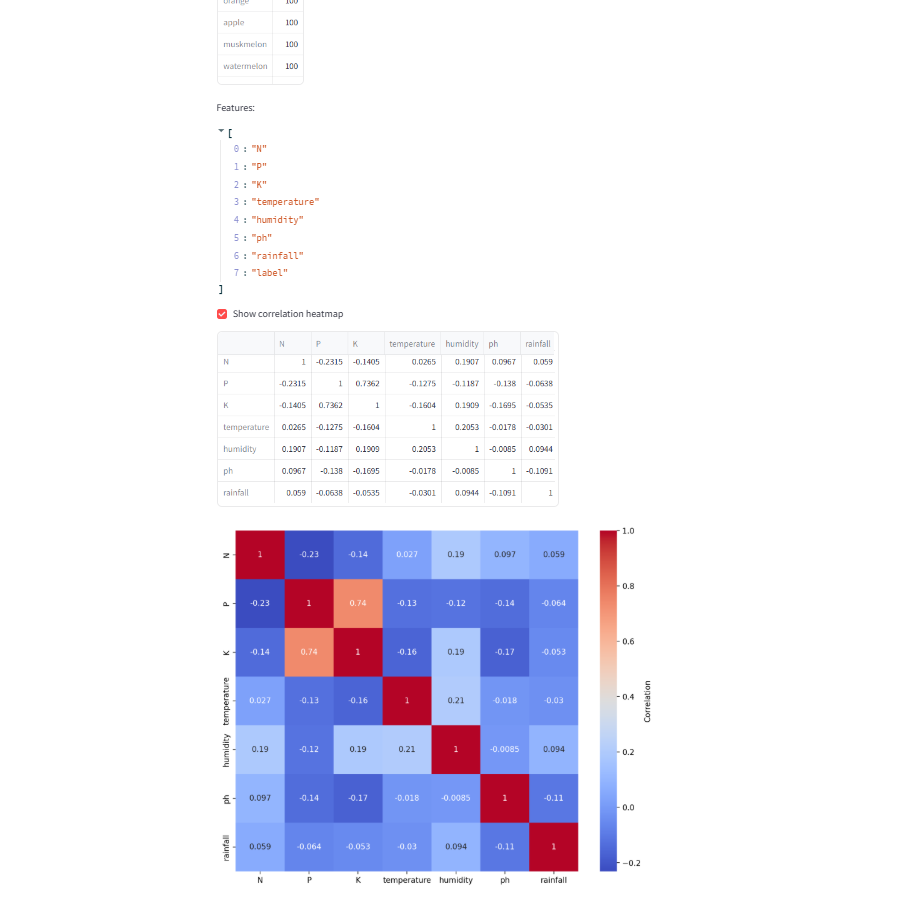 orange 100
apple 100
muskmelon 100
watermelon 100
Features:
[
0 : "N"
1 : "P"
2 : "K"
3 : "temperature"
4 : "humidity"
5 : "ph"
6 : "rainfall"
7 : "label"
]
Show correlation heatmap
N P K temperature humidity ph rainfall
N 1 -0.2315 -0.1405 0.0265 0.1907 0.0967 0.059
P -0.2315 1 0.7362 -0.1275 -0.1187 -0.138 -0.0638
K -0.1405 0.7362 1 -0.1604 0.1909 -0.1695 -0.0535
temperature 0.0265 -0.1275 -0.1604 1 0.2053 -0.0178 -0.0301
humidity 0.1907 -0.1187 0.1909 0.2053 1 -0.0085 0.0944
ph 0.0967 -0.138 -0.1695 -0.0178 -0.0085 1 -0.1091
rainfall 0.059 -0.0638 -0.0535 -0.0301 0.0944 -0.1091 1
N 1 -0.23 -0.14 0.027 0.19 0.097 0.059
P -0.23 1 0.74 -0.13 -0.12 -0.14 -0.064
K -0.14 0.74 1 -0.16 0.19 -0.17 -0.053
temperature 0.027 -0.13 -0.16 1 0.21 -0.018 -0.03
humidity 0.19 -0.12 0.19 0.21 1 -0.0085 0.094
ph 0.097 -0.14 -0.17 -0.018 -0.0085 1 -0.11
rainfall 0.059 -0.064 -0.053 -0.03 0.094 -0.11 1
N P K temperature humidity ph rainfall
1.0
0.8
0.6
0.4
0.2
0.0
−0.2
Correlation